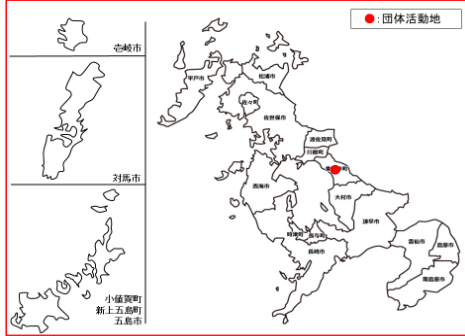 ●:団体活動地
壱岐市
対馬市
小値賀町
新上五島町
五島市
平戸市
松浦市
佐々町
佐世保市
波佐見町
川棚町
西海市
大村市
諫早市
時津町
長与町
長崎市
雲仙市
島原市
南島原市